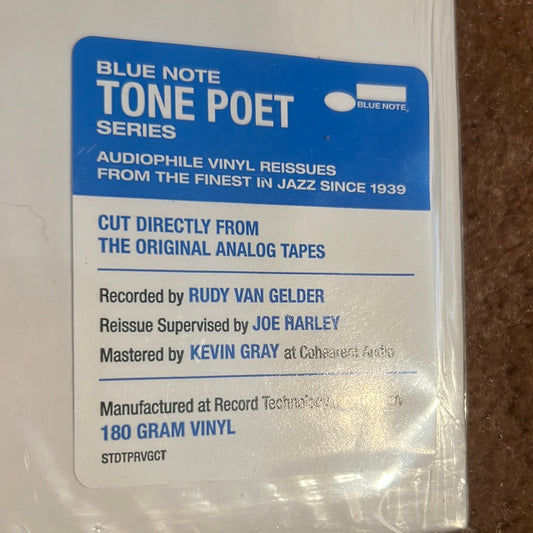 BLUE NOTE
TONE POET
SERIES
BLUE NOTE
AUDIOPHILE VINYL REISSUES
FROM THE FINEST IN JAZZ SINCE 1939
CUT DIRECTLY FROM
THE ORIGINAL ANALOG TAPES
Recorded by RUDY VAN GELDER
Reissue Supervised by JOE HARLEY
Mastered by KEVIN GRAY at Cohearent Audio
Manufactured at Record Technology
180 GRAM VINYL
STDTPRVGCT